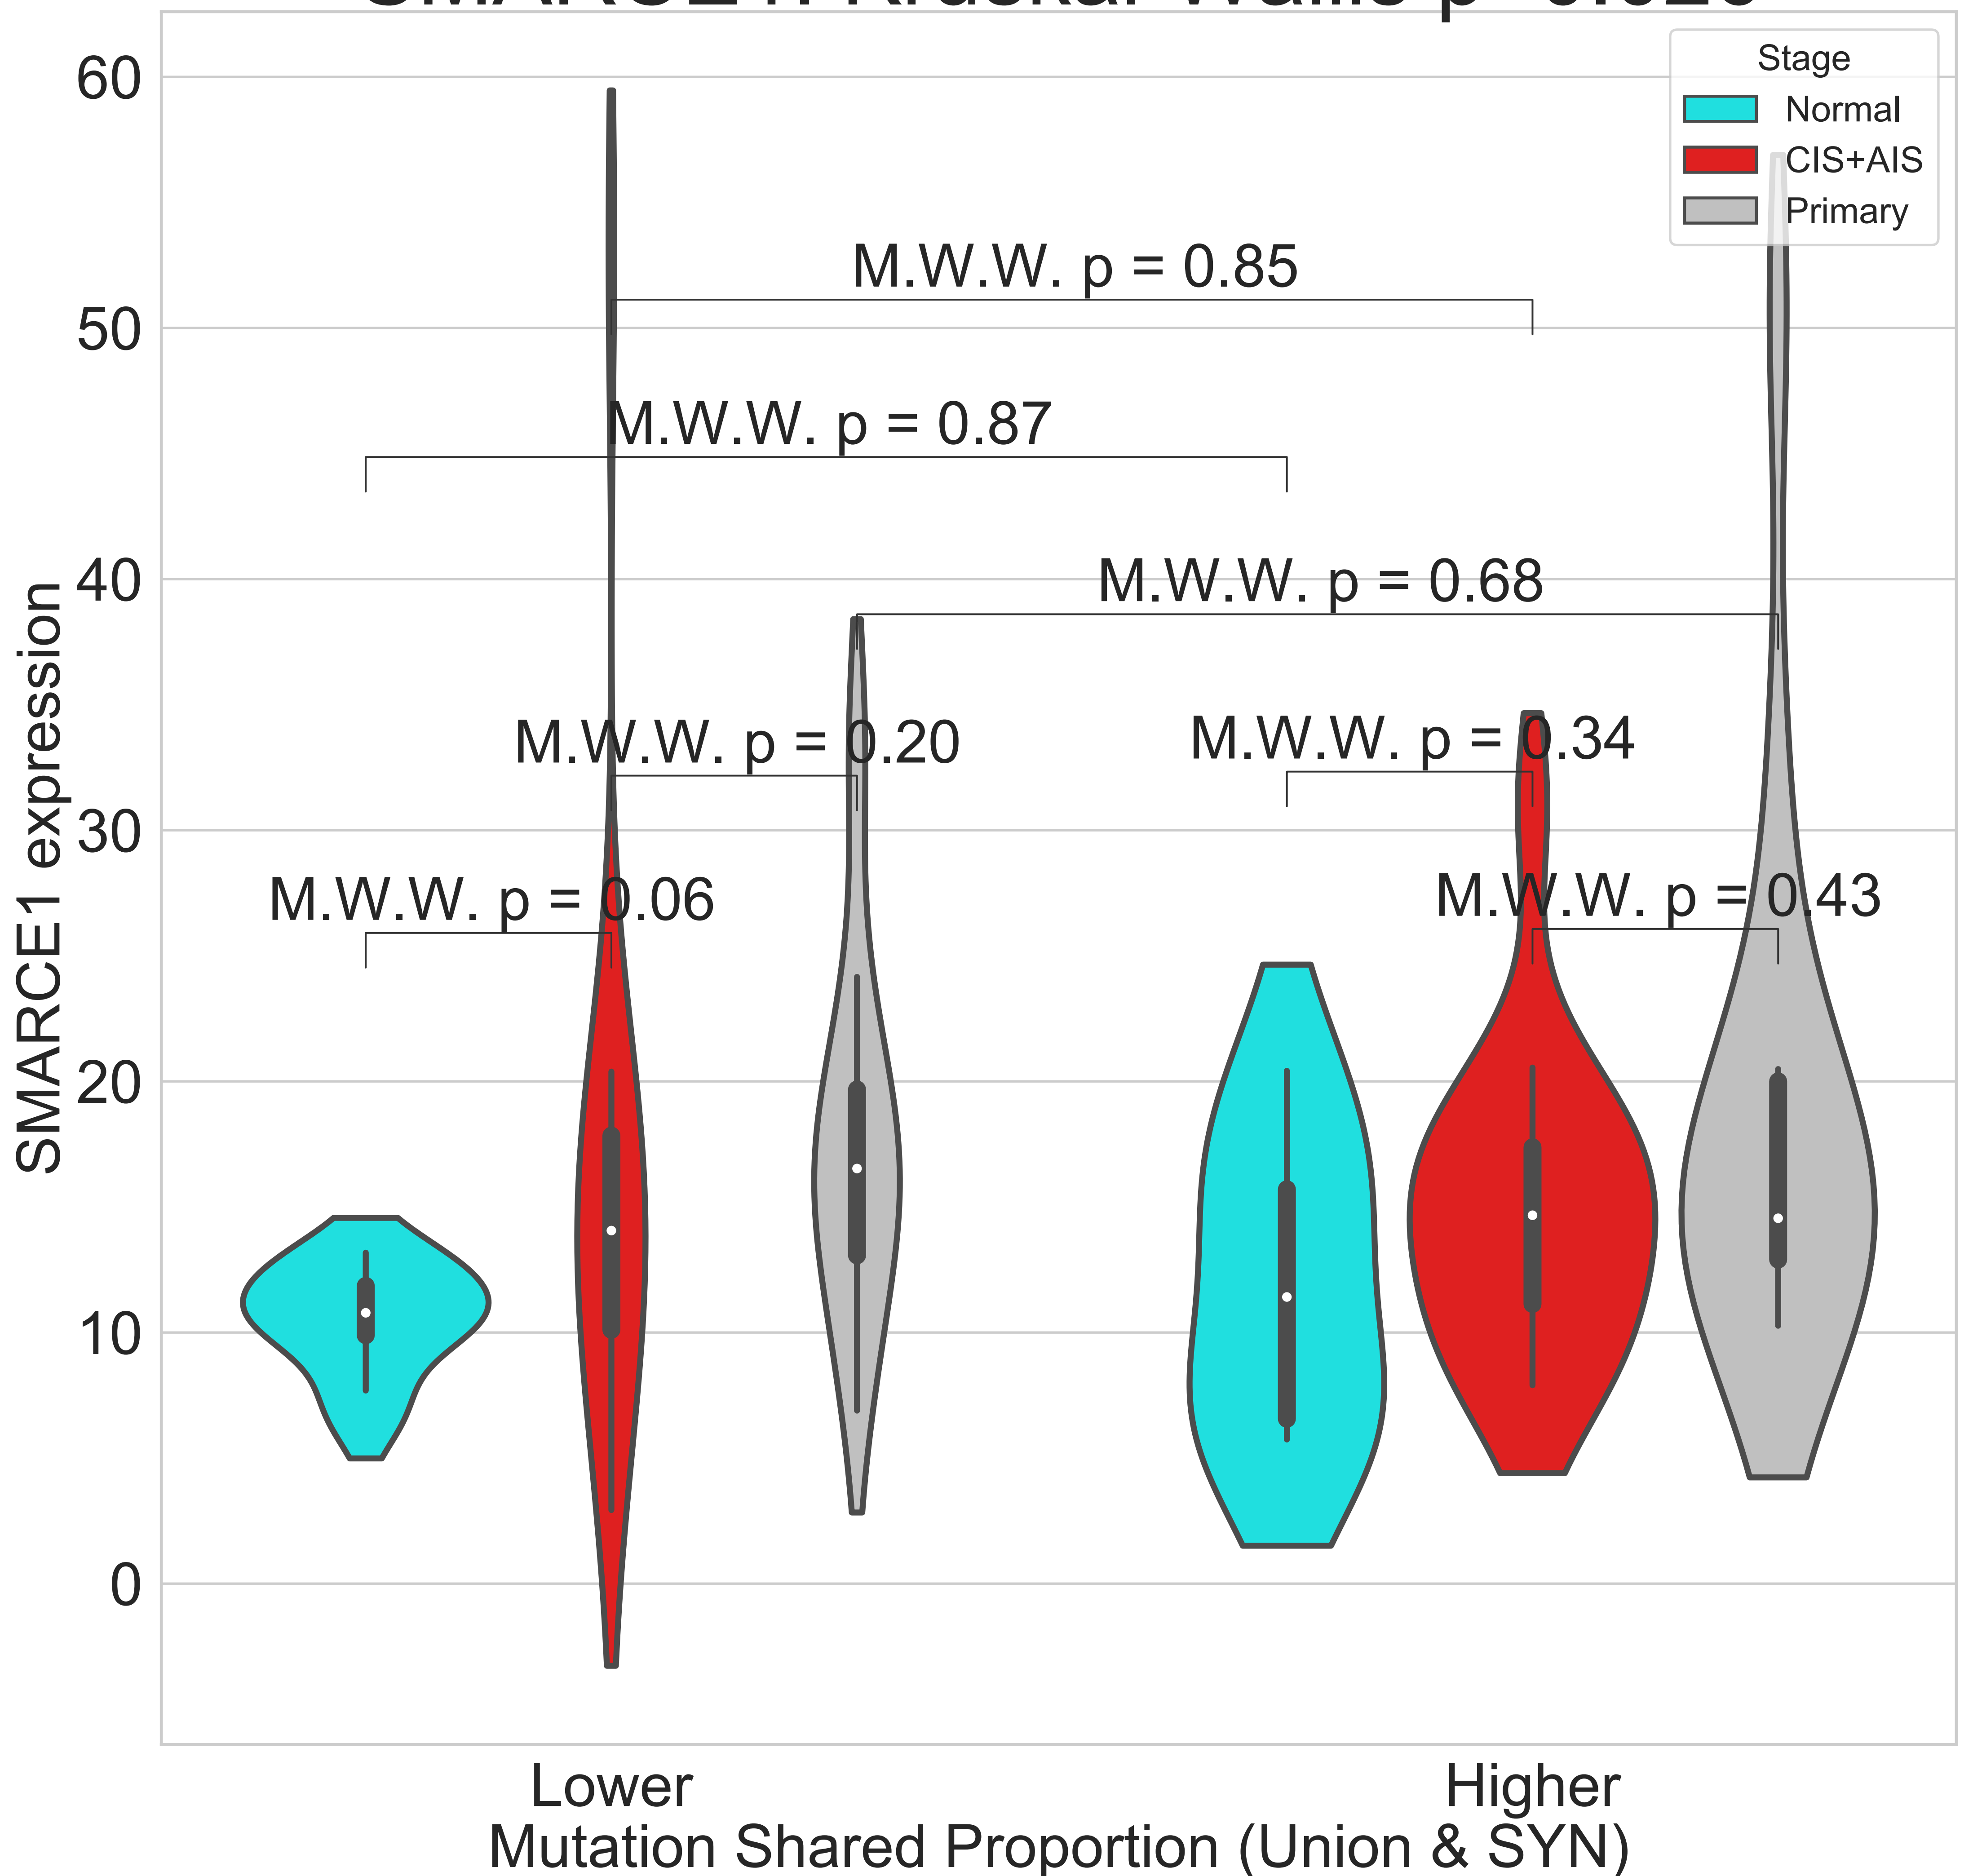 60
50
40
30
20
10
0
SMARCE1 expression
Stage
Normal
CIS+AIS
Primary
M.W.W. p = 0.85
M.W.W. p = 0.87
M.W.W. p = 0.68
M.W.W. p = 0.20
M.W.W. p = 0.34
M.W.W. p = 0.06
M.W.W. p = 0.43
Lower
Higher
Mutation Shared Proportion (Union & SYN)